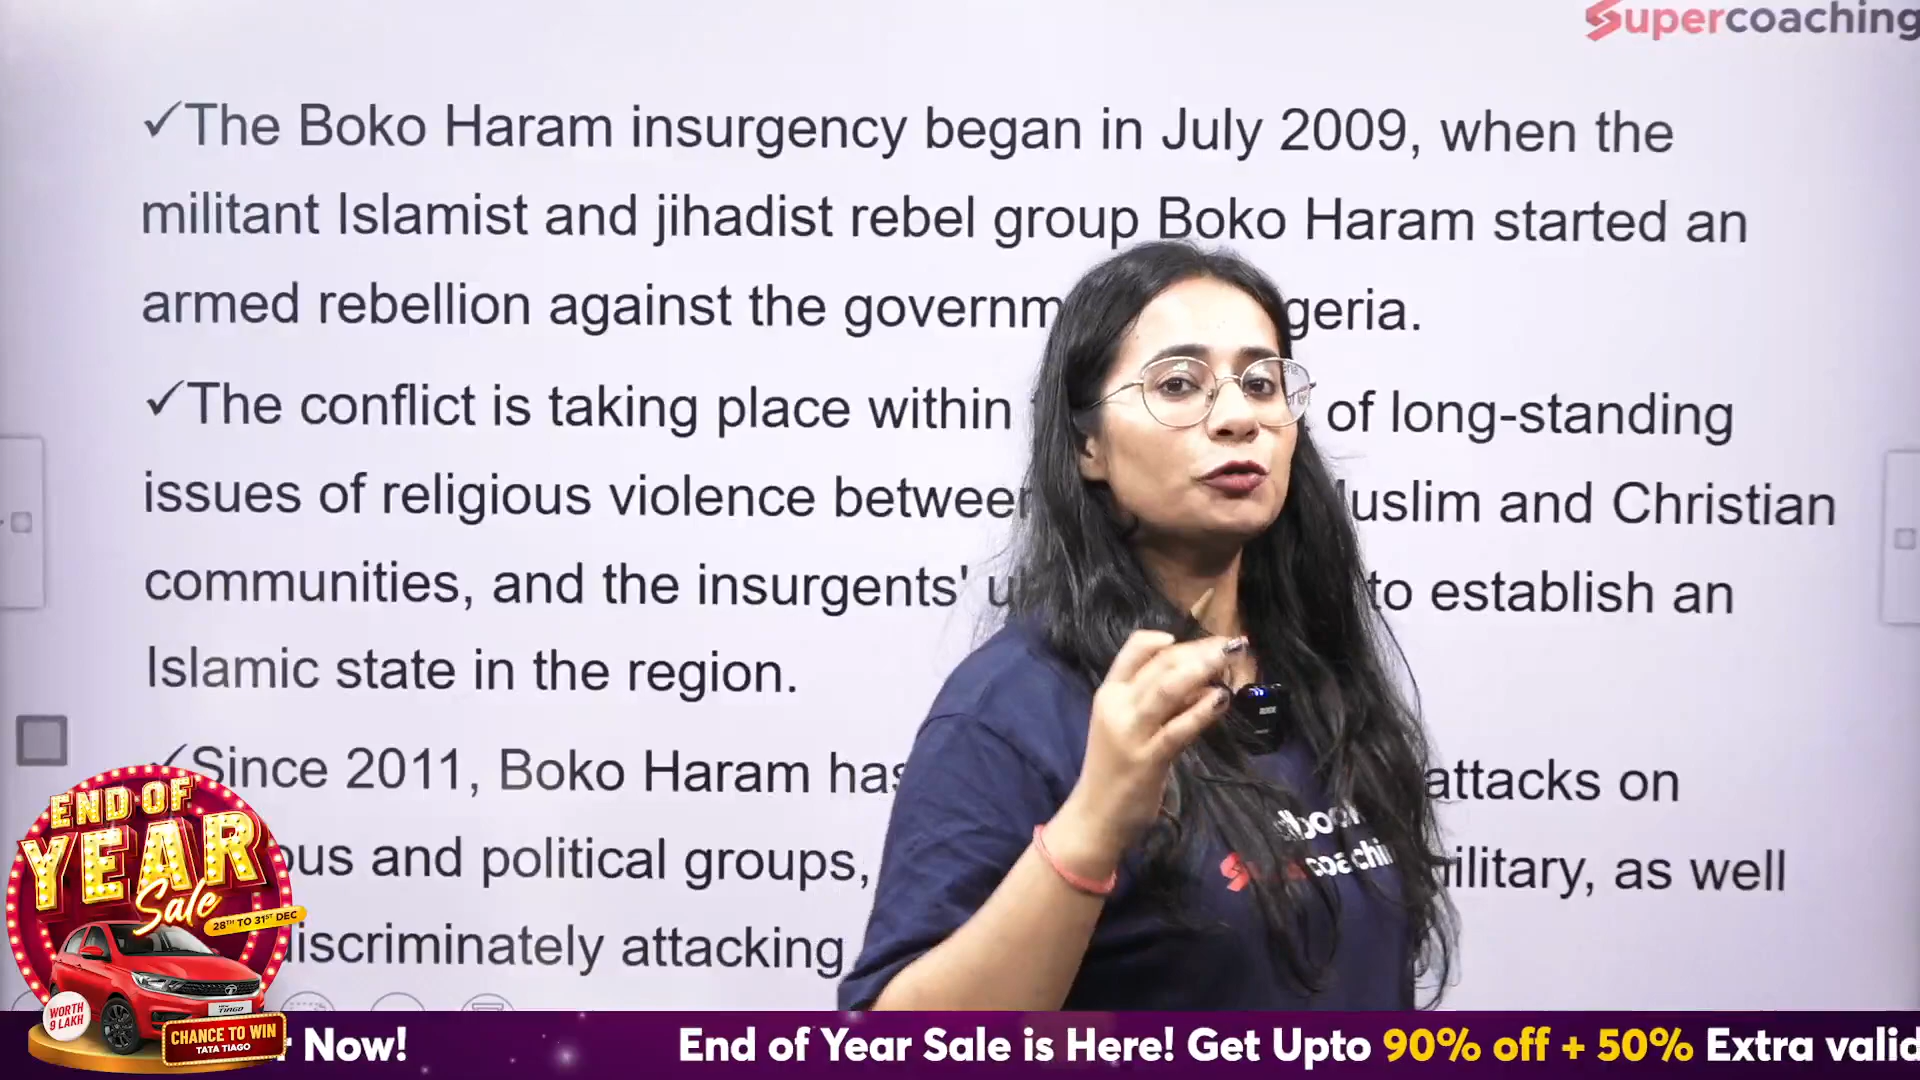 Supercoaching
✓The Boko Haram insurgency began in July 2009, when the
militant Islamist and jihadist rebel group Boko Haram started an
armed rebellion against the governm geria.
✓The conflict is taking place within of long-standing
issues of religious violence between uslim and Christian
communities, and the insurgents' to establish an
Islamic state in the region.
✓Since 2011, Boko Haram has attacks on
ous and political groups, military, as well
discriminately attacking
coachi
END OF
YEAR
Sale
28TH TO 31ST DEC
WORTH
9 LAKH
TIAGO
CHANCE TO WIN
TATA TIAGO
Now!
End of Year Sale is Here! Get Upto 90% off + 50% Extra valid